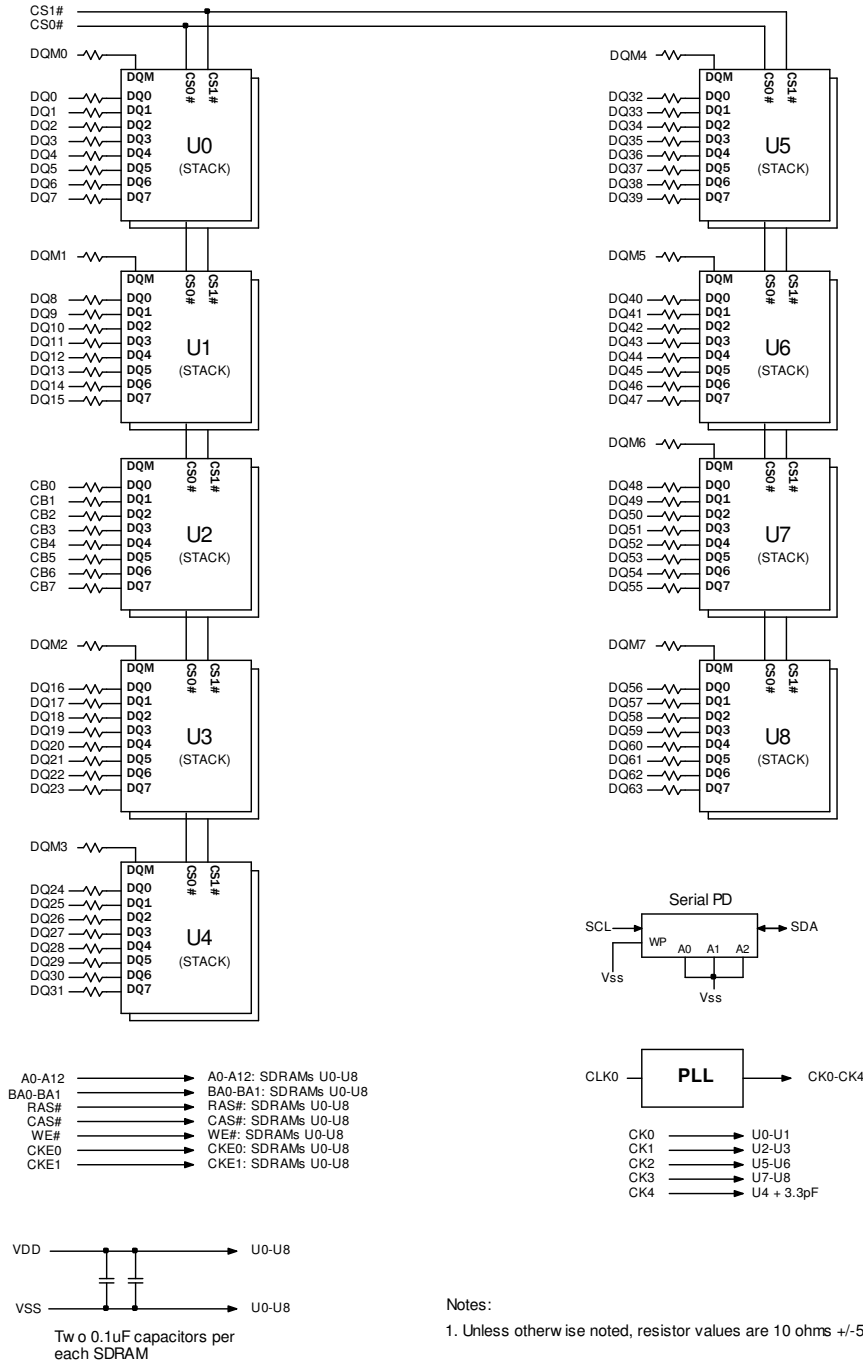 CS1#
CS0#
DQM0
DQM
CS0#
CS1#
DQ0 DQ0
DQ1 DQ1
DQ2 DQ2
DQ3 DQ3
DQ4 DQ4
DQ5 DQ5
DQ6 DQ6
DQ7 DQ7
U0
(STACK)
DQM1
DQM
CS0#
CS1#
DQ8 DQ0
DQ9 DQ1
DQ10 DQ2
DQ11 DQ3
DQ12 DQ4
DQ13 DQ5
DQ14 DQ6
DQ15 DQ7
U1
(STACK)
DQM
CS0#
CS1#
CB0 DQ0
CB1 DQ1
CB2 DQ2
CB3 DQ3
CB4 DQ4
CB5 DQ5
CB6 DQ6
CB7 DQ7
U2
(STACK)
DQM2
DQM
CS0#
CS1#
DQ16 DQ0
DQ17 DQ1
DQ18 DQ2
DQ19 DQ3
DQ20 DQ4
DQ21 DQ5
DQ22 DQ6
DQ23 DQ7
U3
(STACK)
DQM3
DQM
CS0#
CS1#
DQ24 DQ0
DQ25 DQ1
DQ26 DQ2
DQ27 DQ3
DQ28 DQ4
DQ29 DQ5
DQ30 DQ6
DQ31 DQ7
U4
(STACK)
DQM4
DQM
CS0#
CS1#
DQ32 DQ0
DQ33 DQ1
DQ34 DQ2
DQ35 DQ3
DQ36 DQ4
DQ37 DQ5
DQ38 DQ6
DQ39 DQ7
U5
(STACK)
DQM5
DQM
CS0#
CS1#
DQ40 DQ0
DQ41 DQ1
DQ42 DQ2
DQ43 DQ3
DQ44 DQ4
DQ45 DQ5
DQ46 DQ6
DQ47 DQ7
U6
(STACK)
DQM6
DQM
CS0#
CS1#
DQ48 DQ0
DQ49 DQ1
DQ50 DQ2
DQ51 DQ3
DQ52 DQ4
DQ53 DQ5
DQ54 DQ6
DQ55 DQ7
U7
(STACK)
DQM7
DQM
CS0#
CS1#
DQ56 DQ0
DQ57 DQ1
DQ58 DQ2
DQ59 DQ3
DQ60 DQ4
DQ61 DQ5
DQ62 DQ6
DQ63 DQ7
U8
(STACK)
Serial PD
SCL SDA
WP A0 A1 A2
Vss
Vss
A0-A12 A0-A12: SDRAMs U0-U8
BA0-BA1 BA0-BA1: SDRAMs U0-U8
RAS# RAS#: SDRAMs U0-U8
CAS# CAS#: SDRAMs U0-U8
WE# WE#: SDRAMs U0-U8
CKE0 CKE0: SDRAMs U0-U8
CKE1 CKE1: SDRAMs U0-U8
CLK0 PLL CK0-CK4
CK0 U0-U1
CK1 U2-U3
CK2 U5-U6
CK3 U7-U8
CK4 U4 + 3.3pF
VDD U0-U8
VSS U0-U8
Two 0.1uF capacitors per
each SDRAM
Notes:
1. Unless otherwise noted, resistor values are 10 ohms +/-5